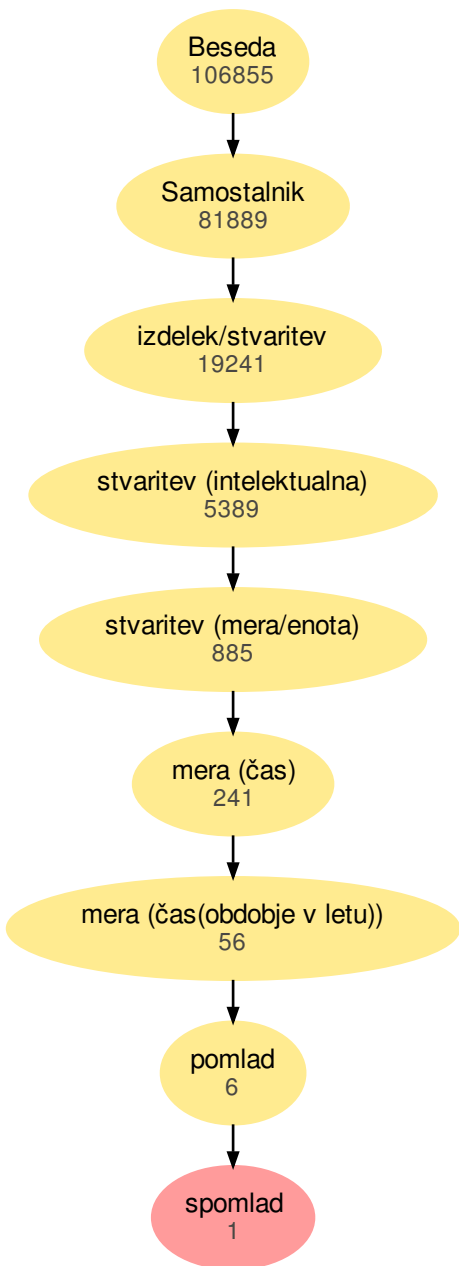 Beseda
106855
Samostalnik
81889
izdelek/stvaritev
19241
stvaritev (intelektualna)
5389
stvaritev (mera/enota)
885
mera (čas)
241
mera (čas(obdobje v letu))
56
pomlad
6
spomlad
1